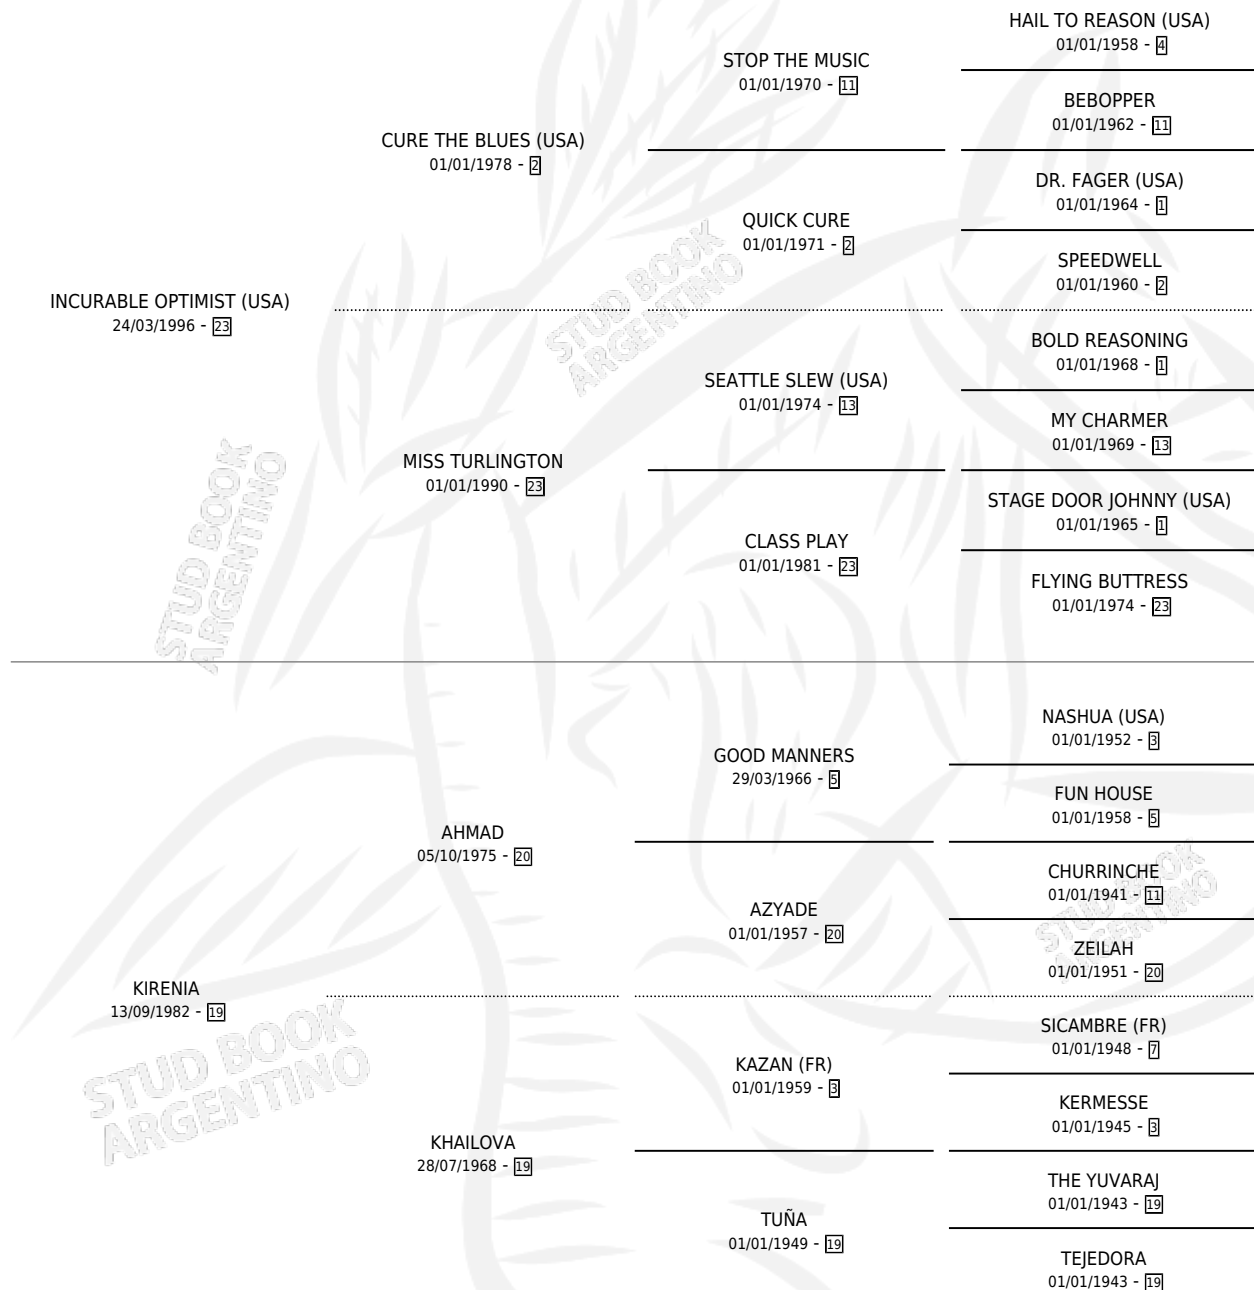 HAIL TO REASON (USA)
01/01/1958 - 4
STOP THE MUSIC
01/01/1970 - 11
BEBOPPER
01/01/1962 - 11
CURE THE BLUES (USA)
01/01/1978 - 2
DR. FAGER (USA)
01/01/1964 - 1
QUICK CURE
01/01/1971 - 2
SPEEDWELL
01/01/1960 - 2
INCURABLE OPTIMIST (USA)
24/03/1996 - 23
BOLD REASONING
01/01/1968 - 1
SEATTLE SLEW (USA)
01/01/1974 - 13
MY CHARMER
01/01/1969 - 13
MISS TURLINGTON
01/01/1990 - 23
STAGE DOOR JOHNNY (USA)
01/01/1965 - 1
CLASS PLAY
01/01/1981 - 23
FLYING BUTTRESS
01/01/1974 - 23
NASHUA (USA)
01/01/1952 - 3
GOOD MANNERS
29/03/1966 - 5
FUN HOUSE
01/01/1958 - 5
AHMAD
05/10/1975 - 20
CHURRINCHE
01/01/1941 - 11
AZYADE
01/01/1957 - 20
ZEILAH
01/01/1951 - 20
KIRENIA
13/09/1982 - 19
SICAMBRE (FR)
01/01/1948 - 7
KAZAN (FR)
01/01/1959 - 3
KERMESSE
01/01/1945 - 3
KHAILOVA
28/07/1968 - 19
THE YUVARAJ
01/01/1943 - 19
TUÑA
01/01/1949 - 19
TEJEDORA
01/01/1943 - 19
STUD BOOK
ARGENTINO
STUD BOOK
ARGENTINO
STUD BOOK
ARGENTINO
STUD BOOK
ARGENTINO